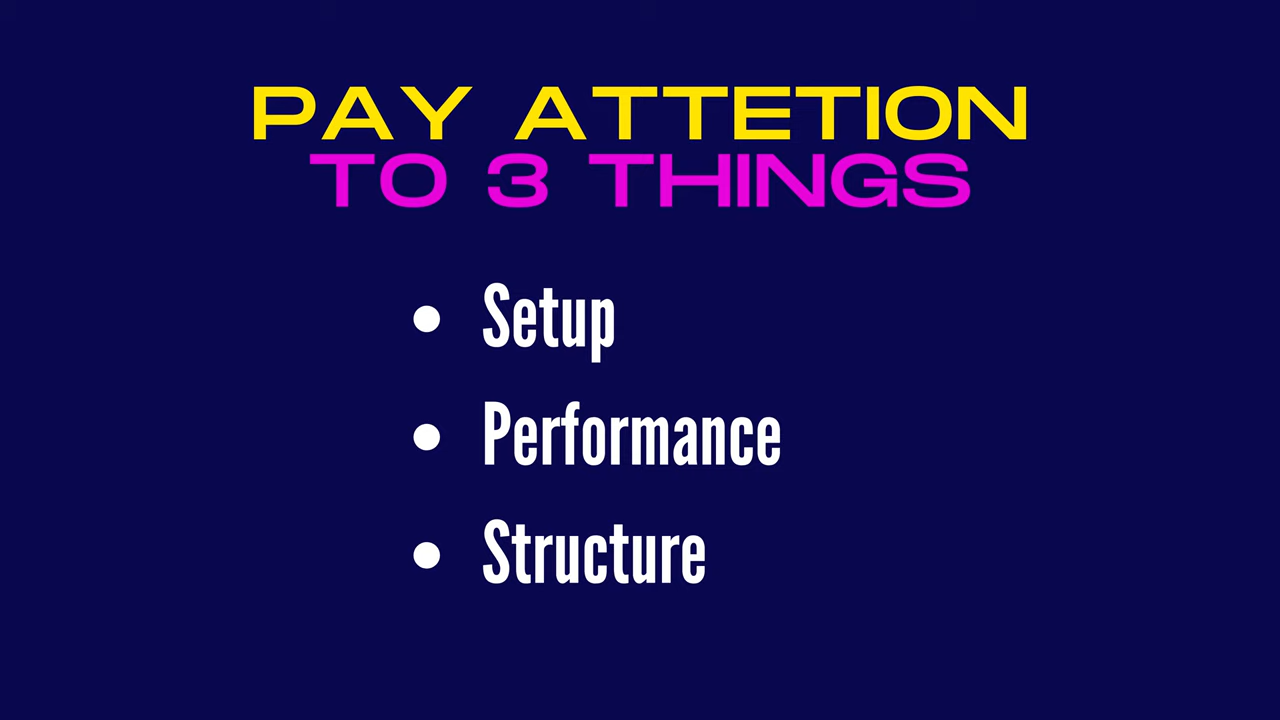 PAY ATTETION
TO 3 THINGS
• Setup
• Performance
• Structure